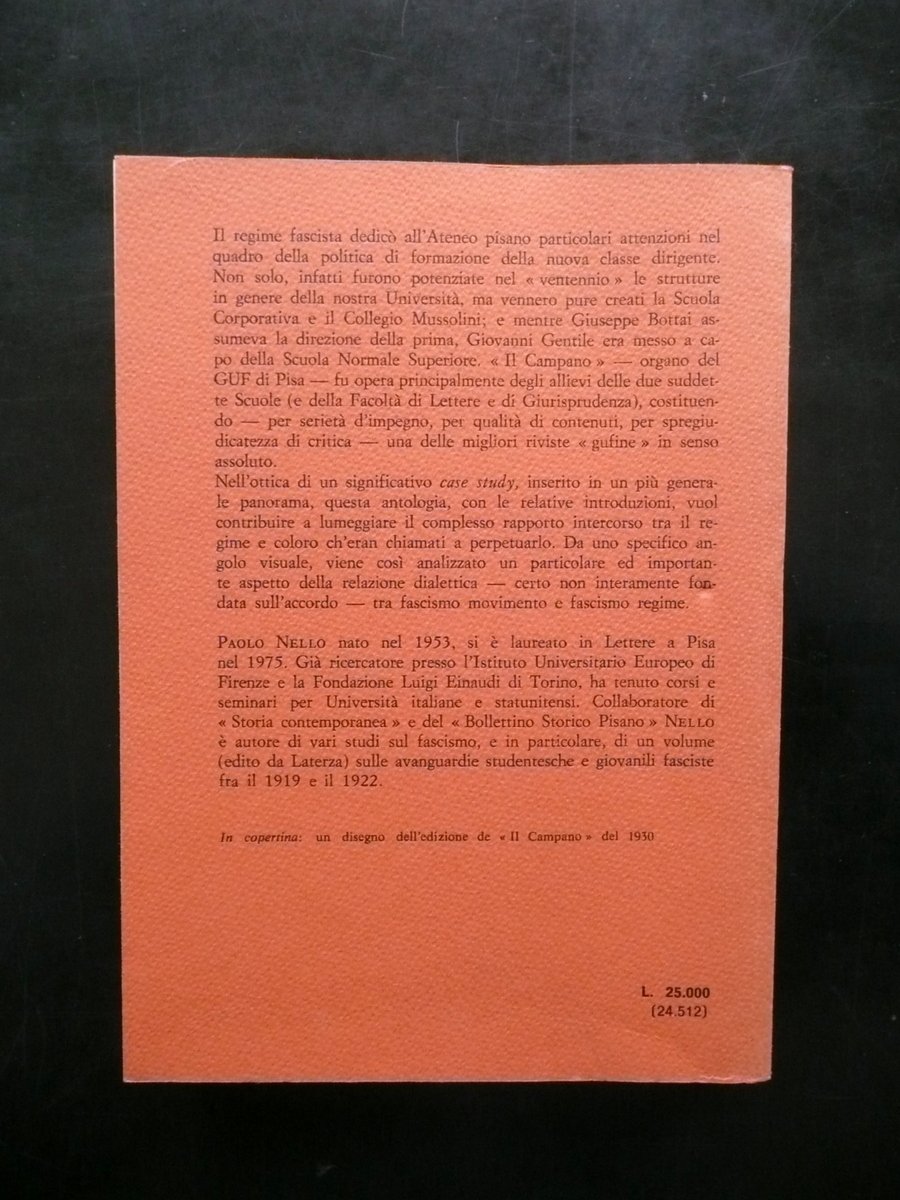 Il regime fascista dedicò all'Ateneo pisano particolari attenzioni nel
quadro della politica di formazione della nuova classe dirigente.
Non solo, infatti furono potenziate nel « ventennio » le strutture
in genere della nostra Università, ma vennero pure creati la Scuola
Corporativa e il Collegio Mussolini; e mentre Giuseppe Bottai as-
sumeva la direzione della prima, Giovanni Gentile era messo a ca-
po della Scuola Normale Superiore. « Il Campano » — organo del
GUF di Pisa — fu opera principalmente degli allievi delle due suddet-
te Scuole (e della Facoltà di Lettere e di Giurisprudenza), costituen-
do — per serietà d'impegno, per qualità di contenuti, per spregiu-
dicatezza di critica — una delle migliori riviste « gufine » in senso
assoluto.
Nell'ottica di un significativo case study, inserito in un più genera-
le panorama, questa antologia, con le relative introduzioni, vuol
contribuire a lumeggiare il complesso rapporto intercorso tra il re-
gime e coloro ch'eran chiamati a perpetuarlo. Da uno specifico an-
golo visuale, viene così analizzato un particolare ed importan-
te aspetto della relazione dialettica — certo non interamente fon-
data sull'accordo — tra fascismo movimento e fascismo regime.
PAOLO NELLO nato nel 1953, si è laureato in Lettere a Pisa
nel 1975. Già ricercatore presso l'Istituto Universitario Europeo di
Firenze e la Fondazione Luigi Einaudi di Torino, ha tenuto corsi e
seminari per Università italiane e statunitensi. Collaboratore di
« Storia contemporanea » e del « Bollettino Storico Pisano » NELLO
è autore di vari studi sul fascismo, e in particolare, di un volume
(edito da Laterza) sulle avanguardie studentesche e giovanili fasciste
fra il 1919 e il 1922.
In copertina: un disegno dell'edizione de « Il Campano » del 1930
L. 25.000
(24.512)